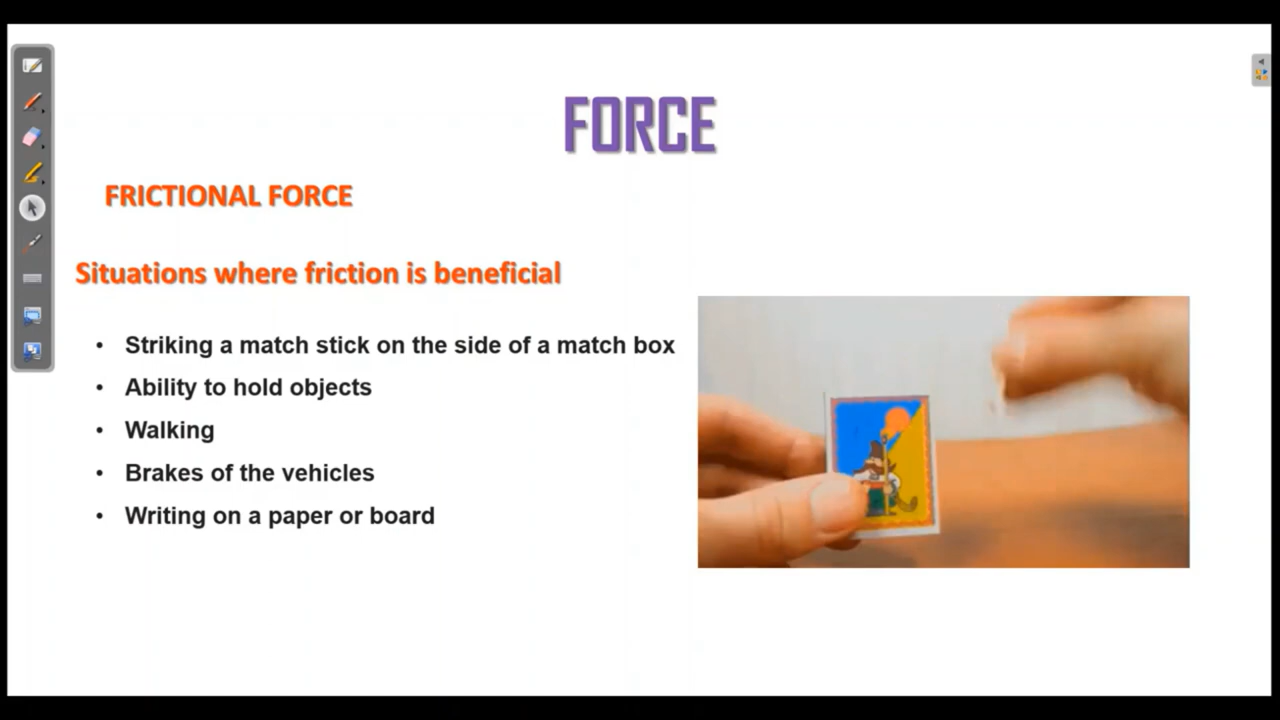 FORCE
FRICTIONAL FORCE
Situations where friction is beneficial
• Striking a match stick on the side of a match box
• Ability to hold objects
• Walking
• Brakes of the vehicles
• Writing on a paper or board